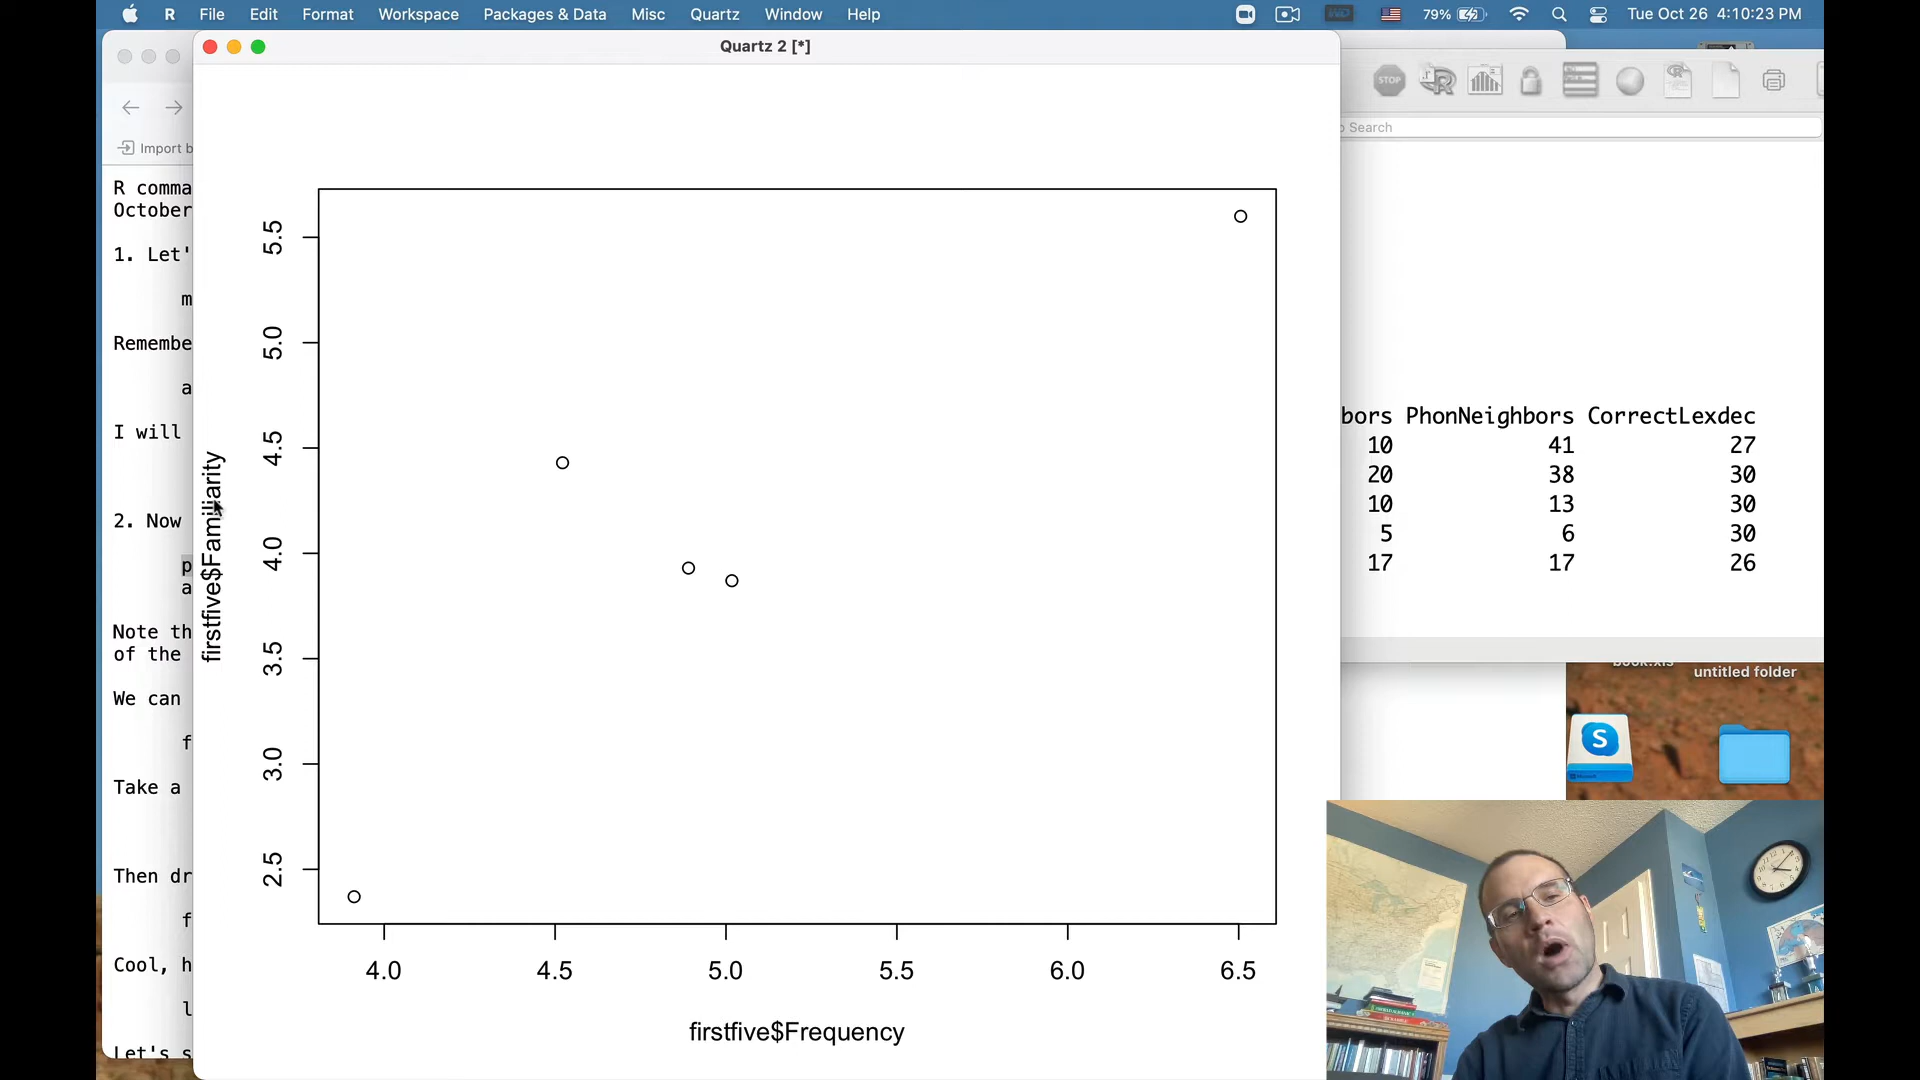 R File Edit Format Workspace Packages & Data Misc Quartz Window Help 79% Tue Oct 26 4:10:23 PM
Quartz 2 [*]
STOP
Search
Import b
R comma
October
1. Let'
m
Remembe
a
I will
2. Now
p
a
Note th
of the
We can
f
Take a
Then dr
f
Cool, h
l
Let's s
5.5
5.0
4.5
4.0
3.5
3.0
2.5
firstfive$Familiarity
4.0 4.5 5.0 5.5 6.0 6.5
firstfive$Frequency
bors PhonNeighbors CorrectLexdec
10 41 27
20 38 30
10 13 30
5 6 30
17 17 26
book.xls
untitled folder
S